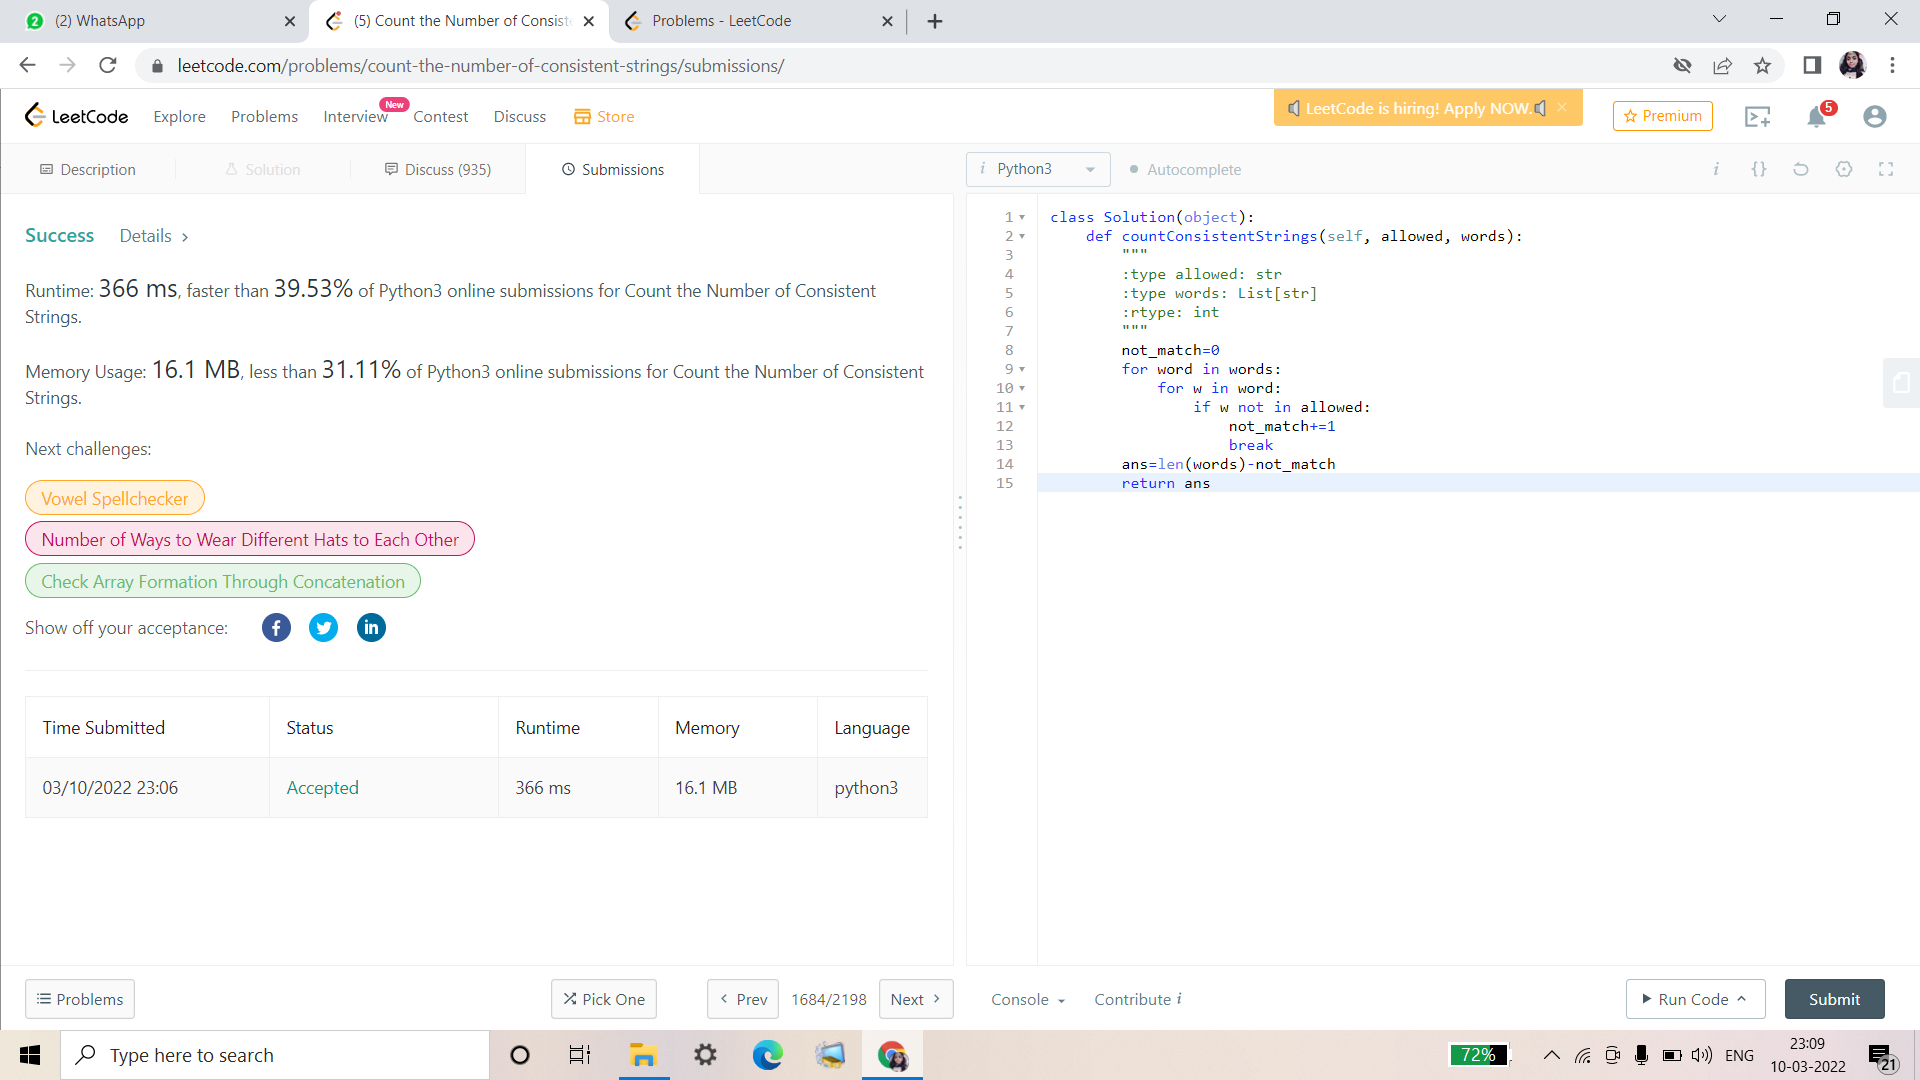 (2) WhatsApp
(5) Count the Number of Consist
Problems - LeetCode
leetcode.com/problems/count-the-number-of-consistent-strings/submissions/
LeetCode
Explore
Problems
Interview
New
Contest
Discuss
Store
LeetCode is hiring! Apply NOW.
Premium
5
Description
Solution
Discuss (935)
Submissions
i Python3
Autocomplete
i
{}
Success
Details
Runtime: 366 ms, faster than 39.53% of Python3 online submissions for Count the Number of Consistent
Strings.
Memory Usage: 16.1 MB, less than 31.11% of Python3 online submissions for Count the Number of Consistent
Strings.
Next challenges:
Vowel Spellchecker
Number of Ways to Wear Different Hats to Each Other
Check Array Formation Through Concatenation
Show off your acceptance:
Time Submitted Status Runtime Memory Language
03/10/2022 23:06 Accepted 366 ms 16.1 MB python3
1 class Solution(object):
2 def countConsistentStrings(self, allowed, words):
3 """
4 :type allowed: str
5 :type words: List[str]
6 :rtype: int
7 """
8 not_match=0
9 for word in words:
10 for w in word:
11 if w not in allowed:
12 not_match+=1
13 break
14 ans=len(words)-not_match
15 return ans
Problems
Pick One
Prev
1684/2198
Next
Console
Contribute i
Run Code
Submit
Type here to search
72%
ENG
23:09
10-03-2022
21